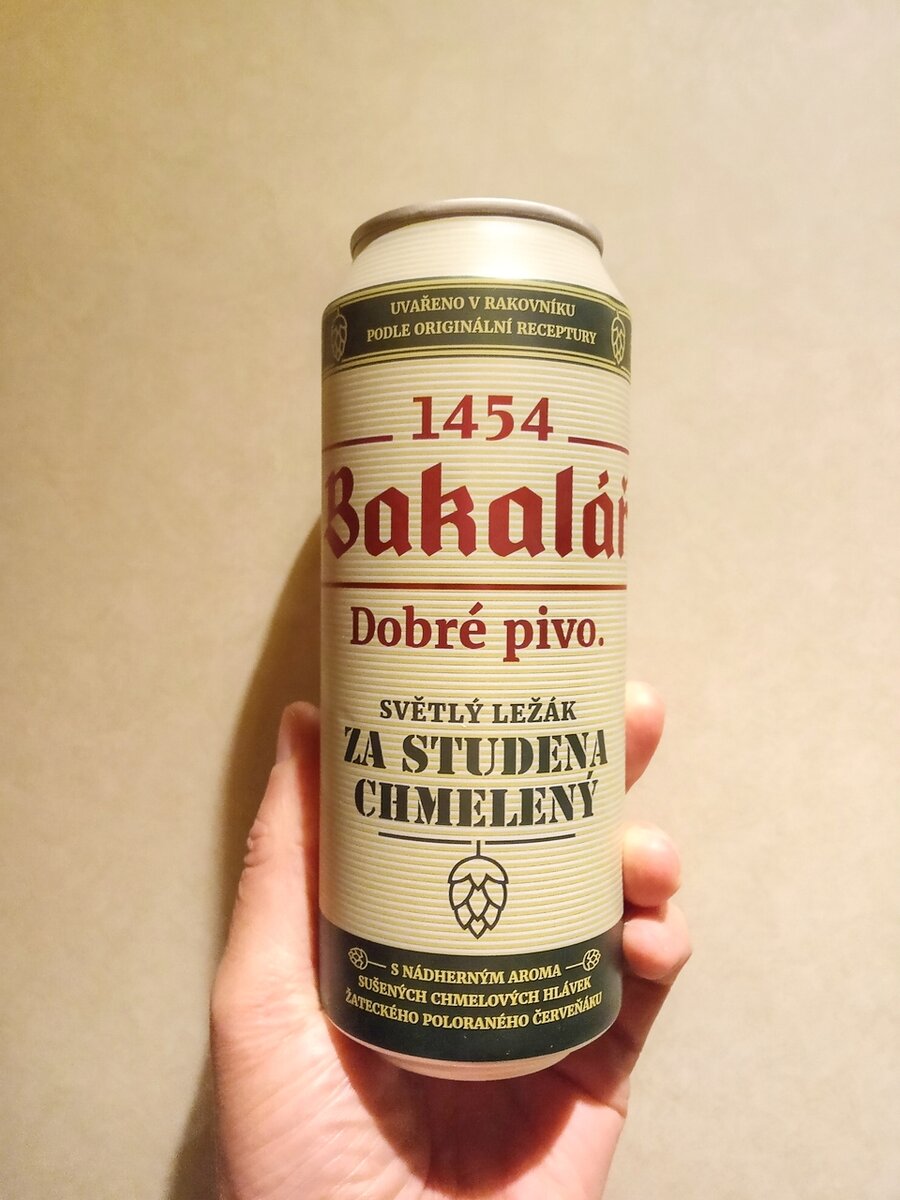 UVAŘENO V RAKOVNÍKU
PODLE ORIGINÁLNÍ RECEPTURY
1454
Bakalář
Dobré pivo.
SVĚTLÝ LEŽÁK
ZA STUDENA
CHMELENÝ
S NÁDHERNÝM AROMA
SUŠENÝCH CHMELOVÝCH HLÁVEK
ŽATECKÉHO POLORANÉHO ČERVEŇÁKU